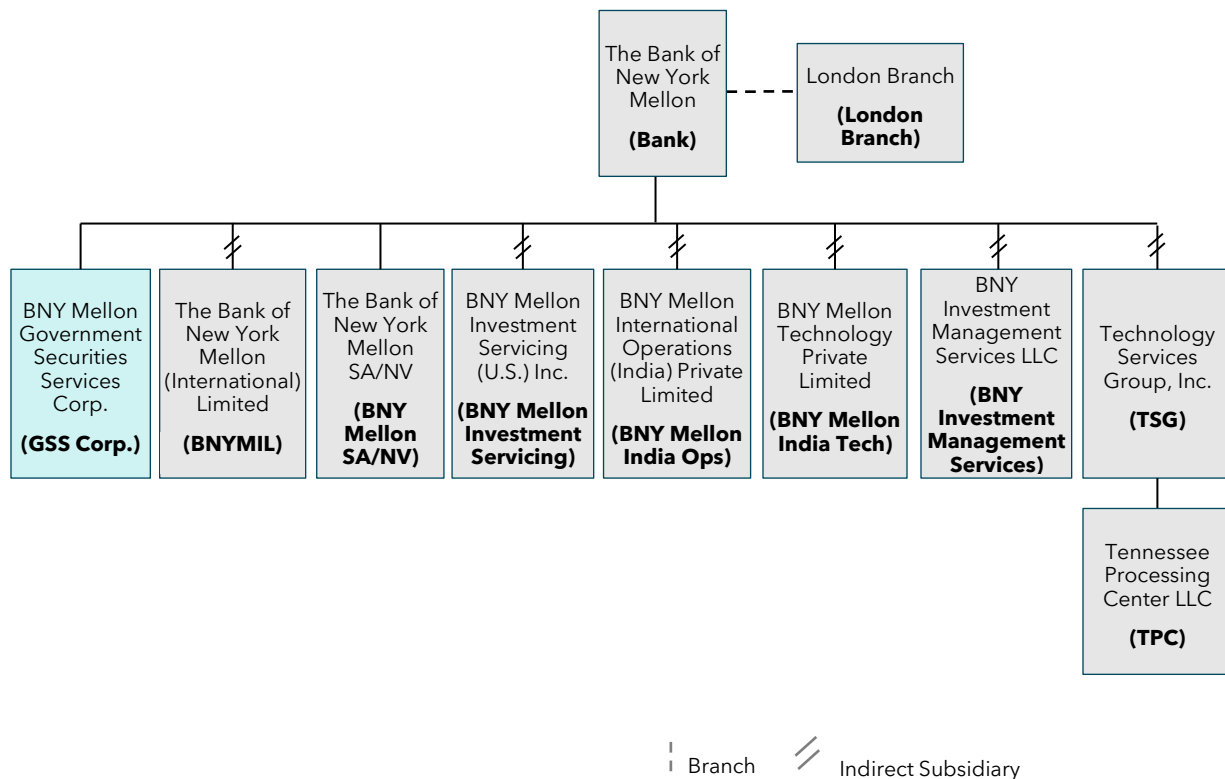 The Bank of
New York
Mellon
(Bank)
London Branch
(London
Branch)
BNY Mellon
Government
Securities
Services
Corp.
(GSS Corp.)
The Bank of
New York
Mellon
(International)
Limited
(BNYMIL)
The Bank of
New York
Mellon
SA/NV
(BNY
Mellon
SA/NV)
BNY Mellon
Investment
Servicing
(U.S.) Inc.
(BNY Mellon
Investment
Servicing)
BNY Mellon
International
Operations
(India) Private
Limited
(BNY Mellon
India Ops)
BNY Mellon
Technology
Private
Limited
(BNY Mellon
India Tech)
BNY
Investment
Management
Services LLC
(BNY
Investment
Management
Services)
Technology
Services
Group, Inc.
(TSG)
Tennessee
Processing
Center LLC
(TPC)
Branch
Indirect Subsidiary